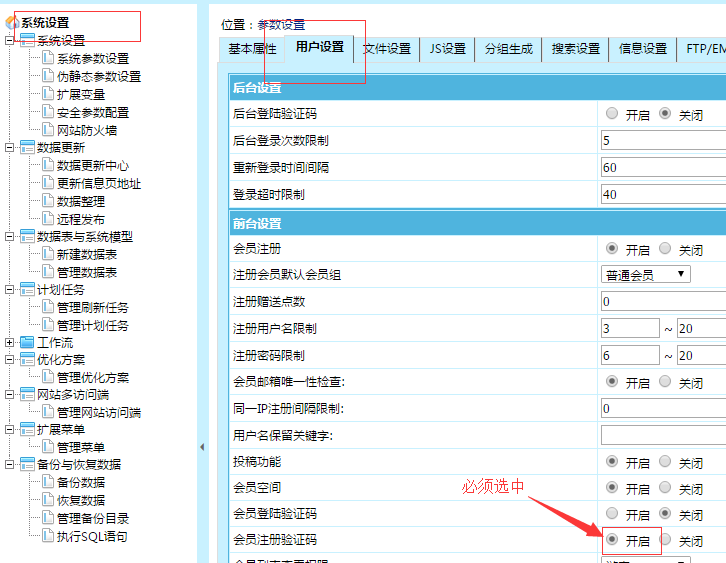 系统设置
系统设置
系统参数设置
伪静态参数设置
扩展变量
安全参数配置
网站防火墙
数据更新
数据更新中心
更新信息页地址
数据整理
远程发布
数据表与系统模型
新建数据表
管理数据表
计划任务
管理刷新任务
管理计划任务
工作流
优化方案
管理优化方案
网站多访问端
管理网站访问端
扩展菜单
管理菜单
备份与恢复数据
备份数据
恢复数据
管理备份目录
执行SQL语句
位置：参数设置
基本属性 用户设置 文件设置 JS设置 分组生成 搜索设置 信息设置 FTP/EM
后台设置
后台登陆验证码 开启 关闭
后台登录次数限制 5
重新登录时间间隔 60
登录超时限制 40
前台设置
会员注册 开启 关闭
注册会员默认会员组 普通会员
注册赠送点数 0
注册用户名限制 3 ~ 20
注册密码限制 6 ~ 20
会员邮箱唯一性检查: 开启 关闭
同一IP注册间隔限制: 0
用户名保留关键字:
投稿功能 开启 关闭
会员空间 开启 关闭
必须选中
会员登陆验证码 开启 关闭
会员注册验证码 开启 关闭